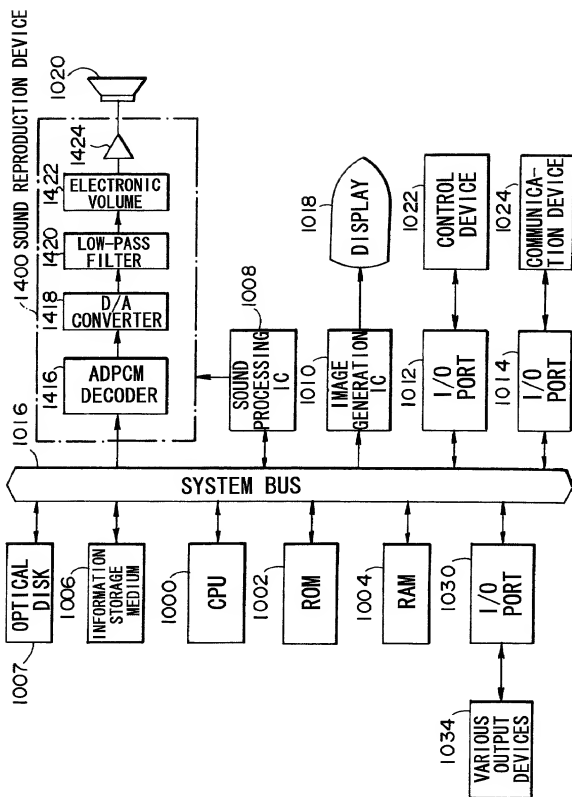 1400 SOUND REPRODUCTION DEVICE
1016
1416
ADPCM
DECODER
1418
D/A
CONVERTER
1420
LOW-PASS
FILTER
1422
ELECTRONIC
VOLUME
1424
1020
1008
SOUND
PROCESSING
IC
1010
IMAGE
GENERATION
IC
1018
DISPLAY
1012
I/O
PORT
1022
CONTROL
DEVICE
1014
I/O
PORT
1024
COMMUNICA-
TION DEVICE
SYSTEM BUS
1007
OPTICAL
DISK
1006
INFORMATION
STORAGE
MEDIUM
1000
CPU
1002
ROM
1004
RAM
1030
I/O
PORT
1034
VARIOUS
OUTPUT
DEVICES